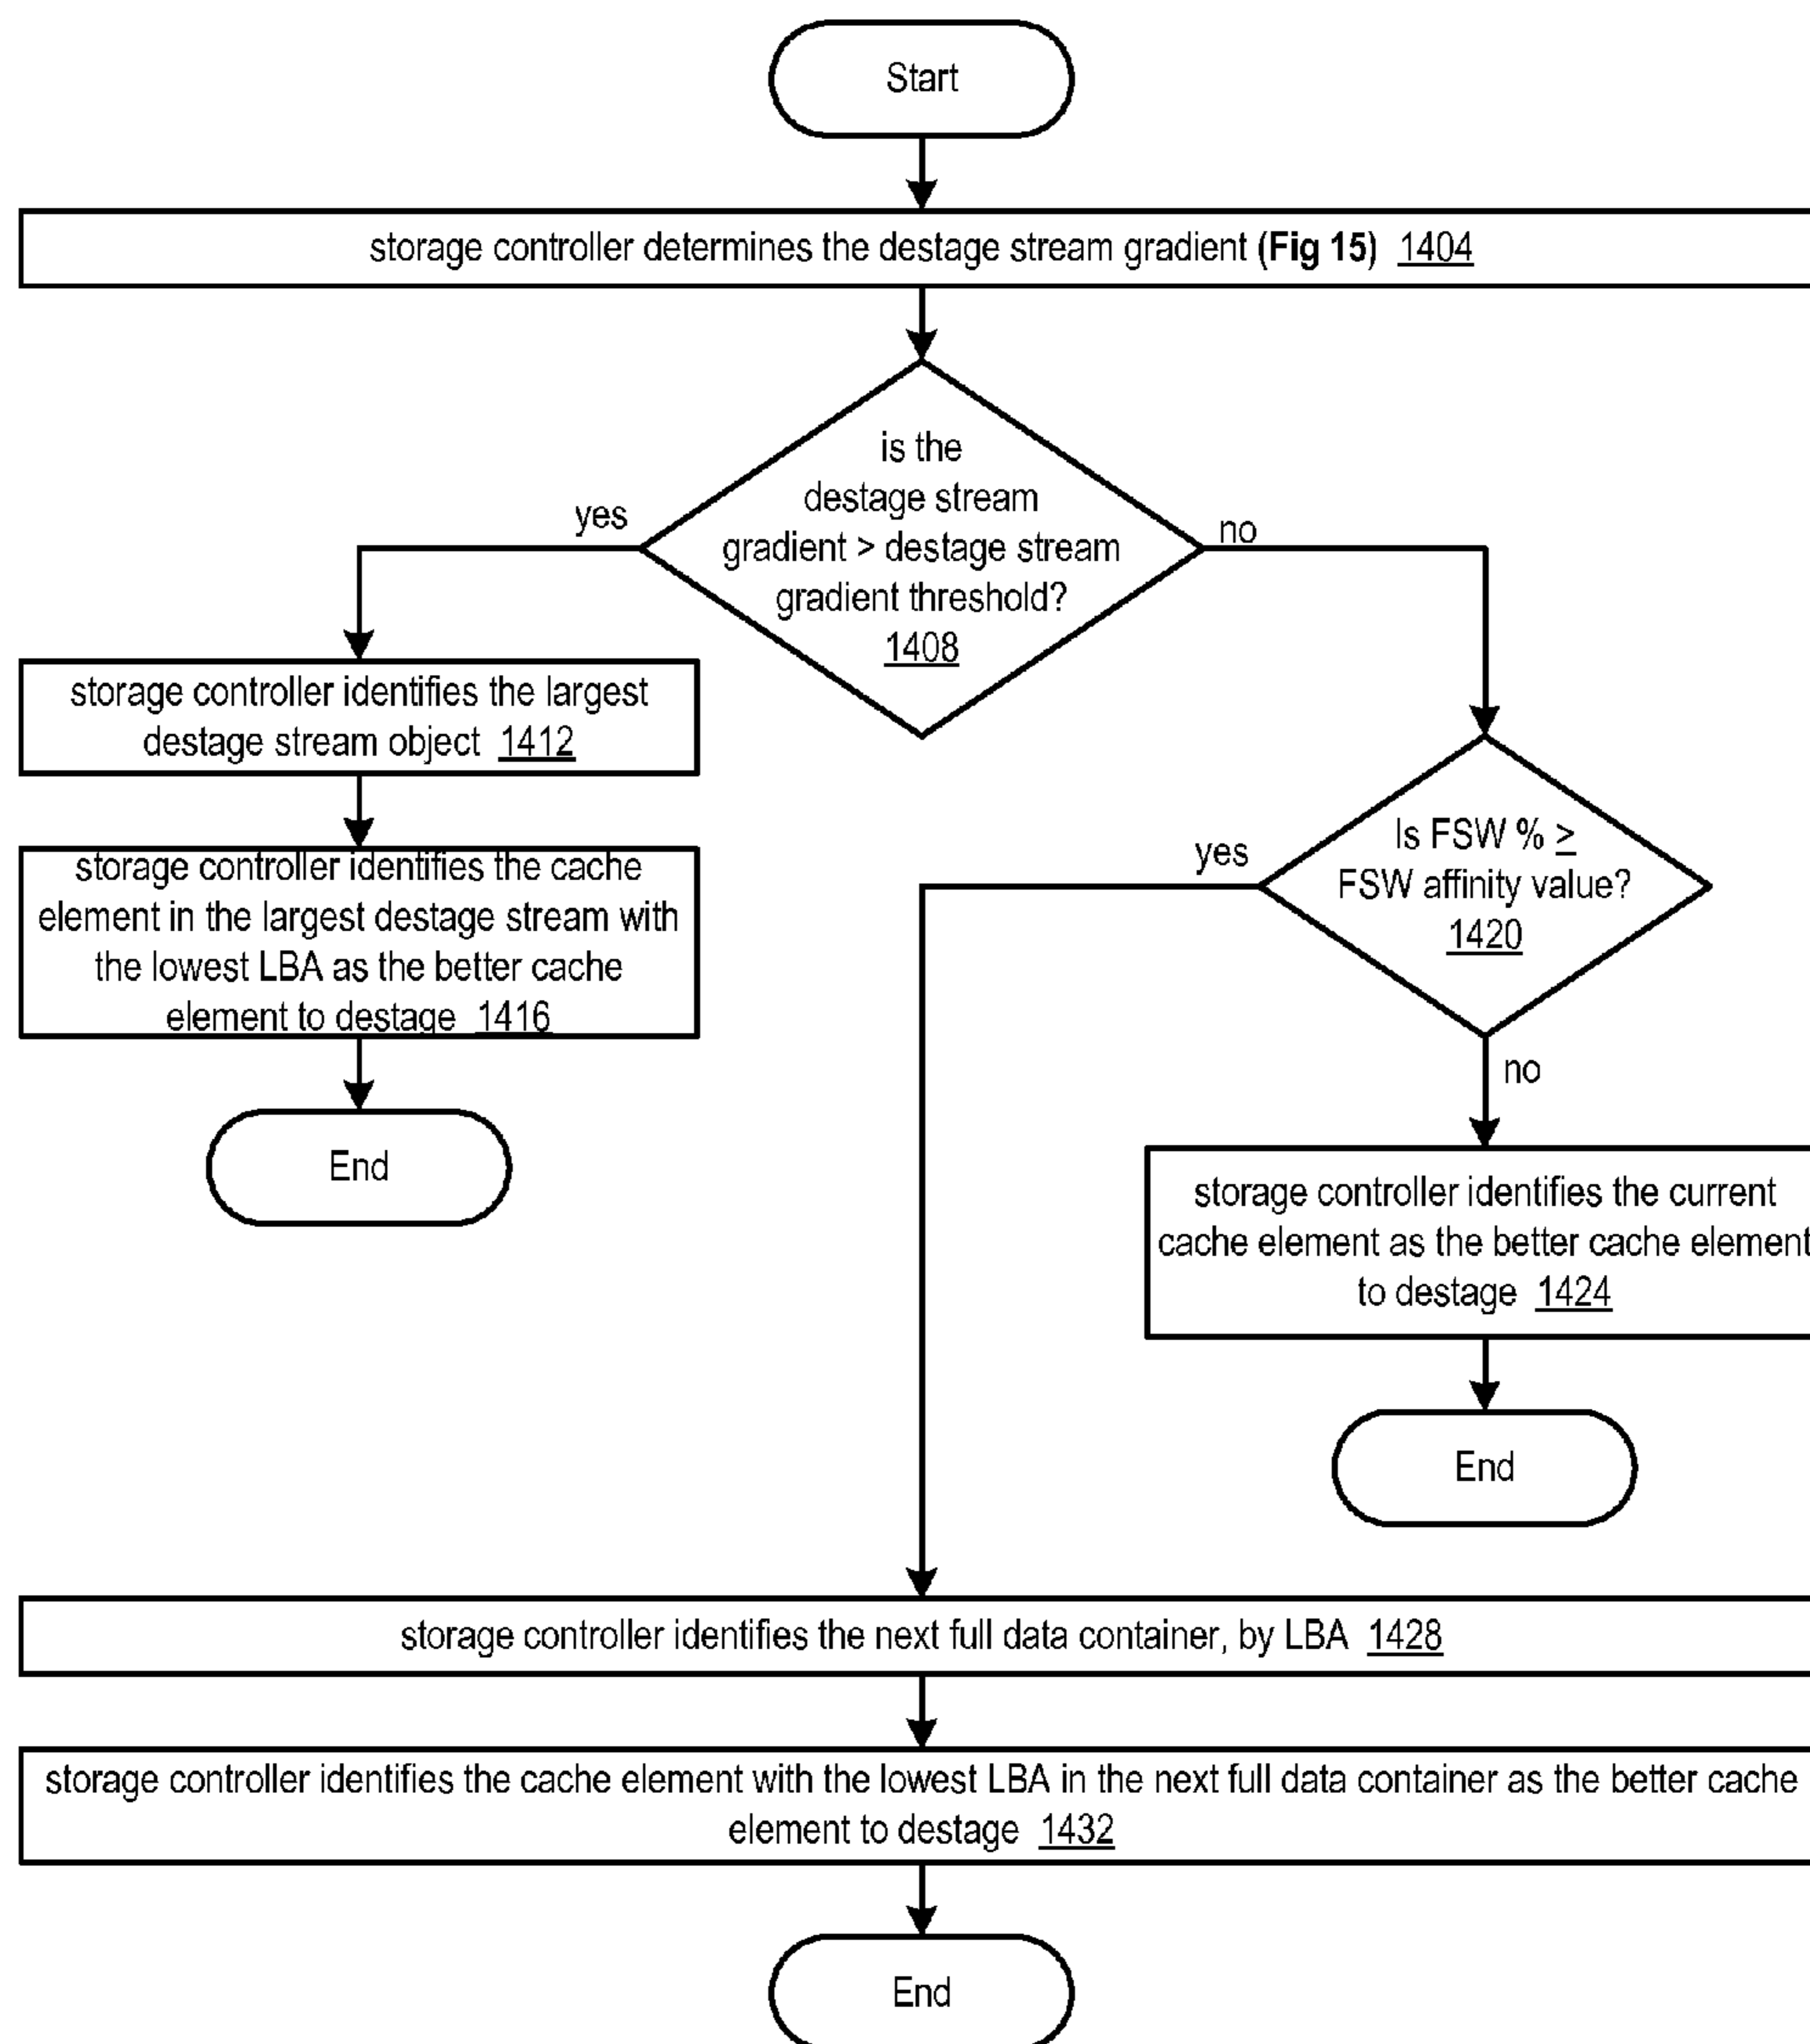 Start
storage controller determines the destage stream gradient (Fig 15) 1404
is the
destage stream
gradient > destage stream
gradient threshold?
1408
yes
no
storage controller identifies the largest
destage stream object 1412
storage controller identifies the cache
element in the largest destage stream with
the lowest LBA as the better cache
element to destage 1416
End
Is FSW % ≥
FSW affinity value?
1420
yes
no
storage controller identifies the current
cache element as the better cache element
to destage 1424
End
storage controller identifies the next full data container, by LBA 1428
storage controller identifies the cache element with the lowest LBA in the next full data container as the better cache
element to destage 1432
End